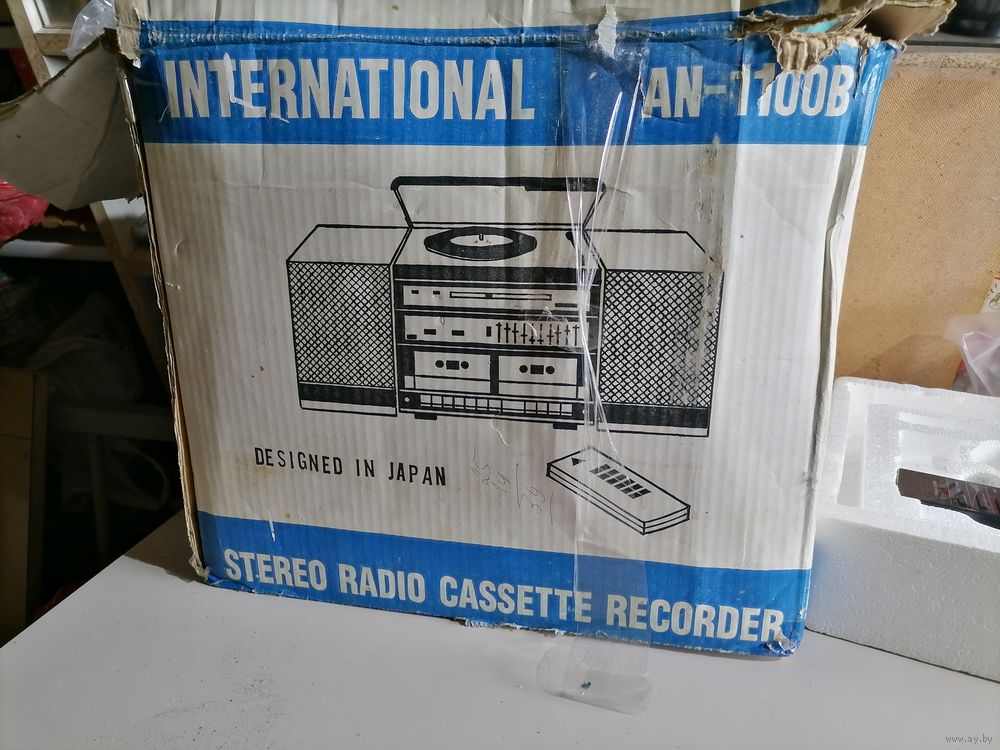 INTERNATIONAL AN-1100B
DESIGNED IN JAPAN
STEREO RADIO CASSETTE RECORDER
www.ay.by